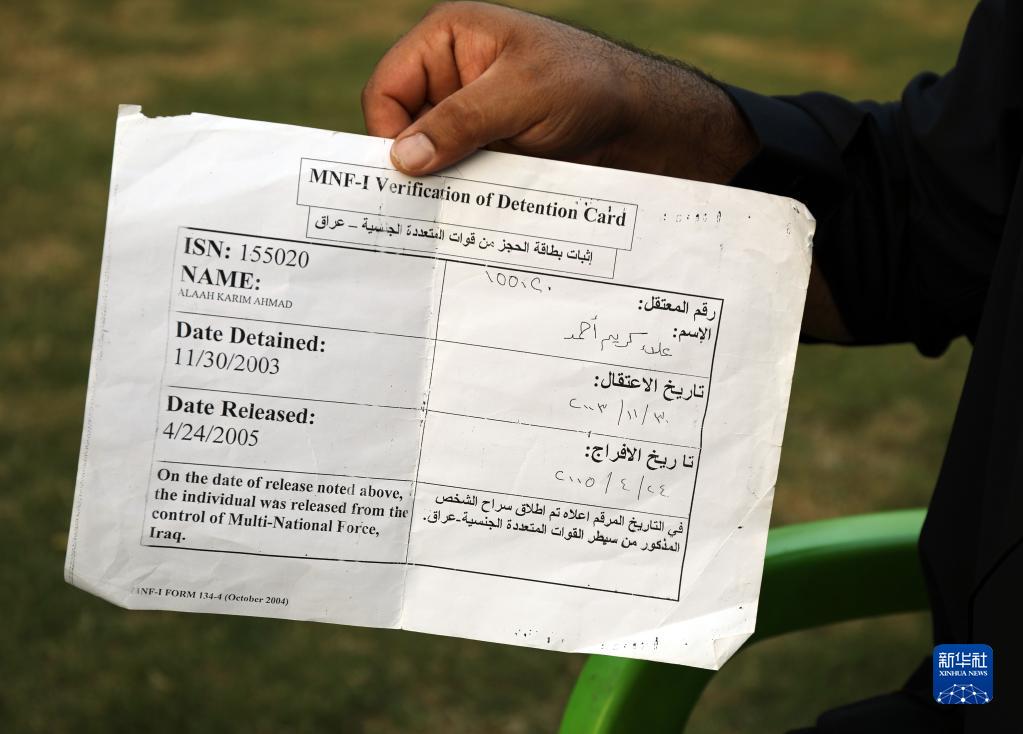 MNF-I Verification of Detention Card
إثبات بطاقة الحجز من قوات المتعددة الجنسية – عراق
ISN: 155020
NAME:
ALAAH KARIM AHMAD
Date Detained:
11/30/2003
Date Released:
4/24/2005
On the date of release noted above,
the individual was released from the
control of Multi-National Force,
Iraq.
رقم المعتقل:
١٥٥٠٢٠
الإسم:
علاء كريم أحمد
تاريخ الاعتقال:
٢٠٠٣/١١/٣٠
تا ريخ الافراج:
٢٠٠٥/٤/٢٤
في التاريخ المرقم اعلاه تم اطلاق سراح الشخص
المذكور من سيطر القوات المتعددة الجنسية-عراق.
NF-I FORM 134-4 (October 2004)
新华社
XINHUA NEWS